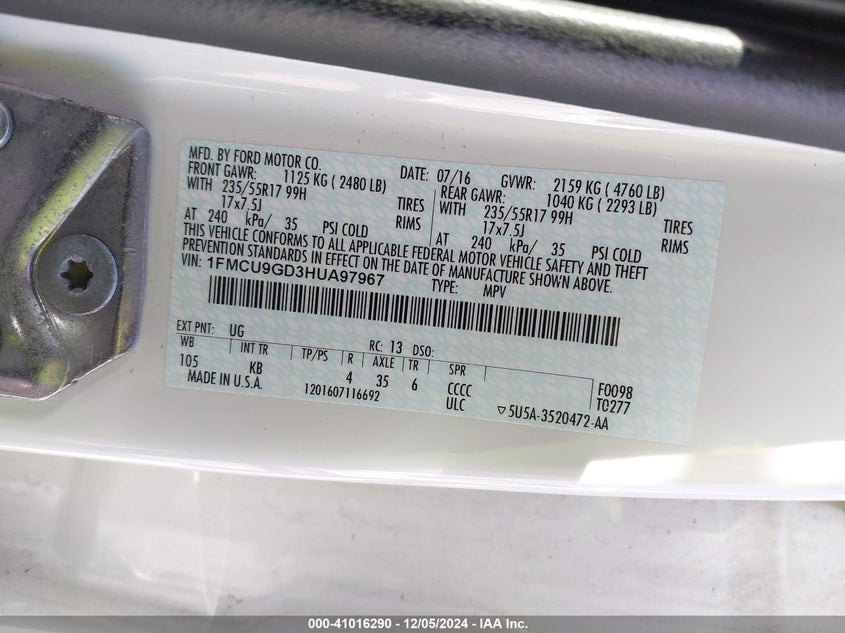 MFD. BY FORD MOTOR CO.
DATE: 07/16 GVWR: 2159 KG ( 4760 LB)
FRONT GAWR: 1125 KG ( 2480 LB) REAR GAWR: 1040 KG ( 2293 LB)
WITH 235/55R17 99H TIRES WITH 235/55R17 99H TIRES
17x7.5J RIMS 17x7.5J RIMS
AT 240 kPa/ 35 PSI COLD AT 240 kPa/ 35 PSI COLD
THIS VEHICLE CONFORMS TO ALL APPLICABLE FEDERAL MOTOR VEHICLE SAFETY AND THEFT
PREVENTION STANDARDS IN EFFECT ON THE DATE OF MANUFACTURE SHOWN ABOVE.
VIN: 1FMCU9GD3HUA97967 TYPE: MPV
EXT PNT: UG RC: 13 DSO:
WB INT TR TP/PS R AXLE TR SPR
105 KB 4 35 6 CCCC F0098
MADE IN U.S.A. 1201607116692 ULC T0277
▽5U5A-3520472-AA
000-41016290 - 12/05/2024 - IAA Inc.